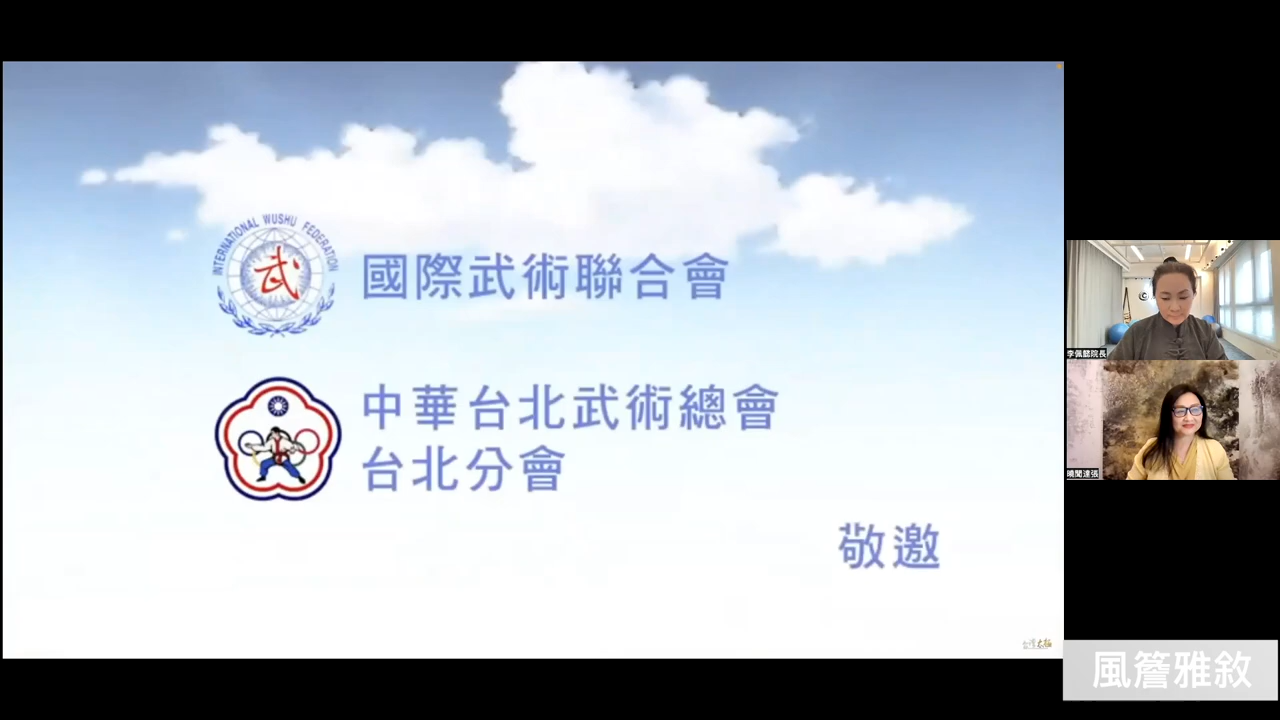 INTERNATIONAL WUSHU FEDERATION
武
國際武術聯合會
中華台北武術總會
台北分會
敬邀
李佩懿院長
曉聞達張
風簷雅敘